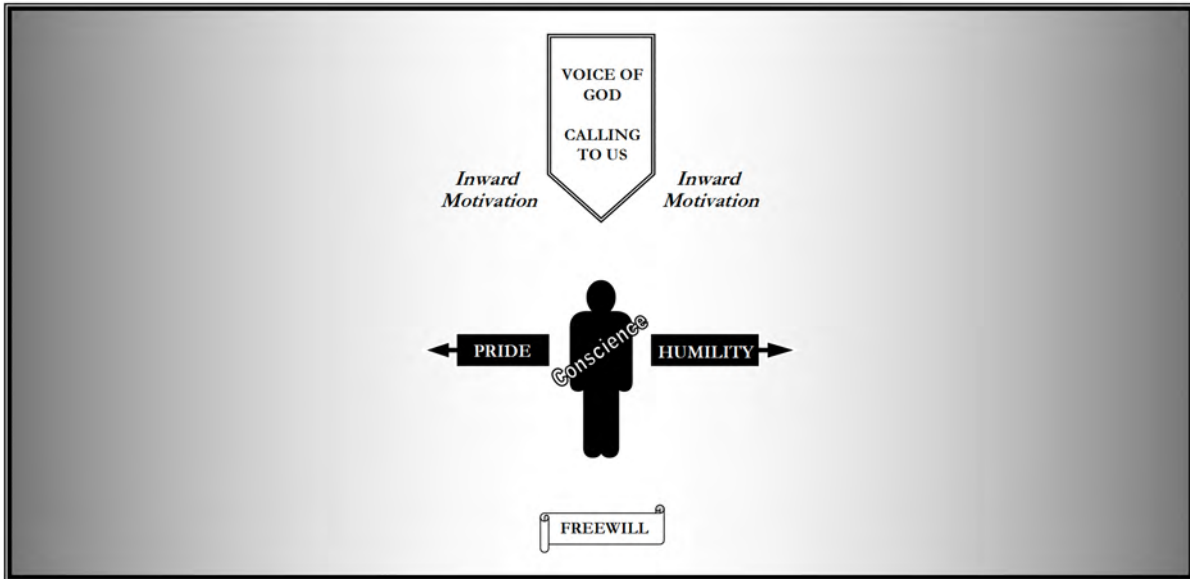 VOICE OF
GOD
CALLING
TO US
Inward
Motivation
Inward
Motivation
PRIDE
Conscience
HUMILITY
FREEWILL